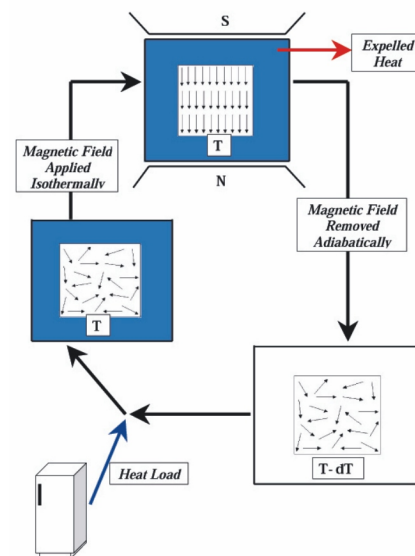 S
Expelled
Heat
T
N
Magnetic Field
Applied
Isothermally
Magnetic Field
Removed
Adiabatically
T
T- dT
Heat Load